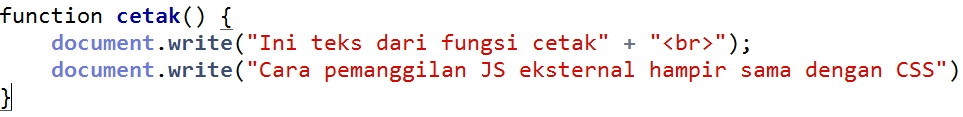 function cetak() {
    document.write("Ini teks dari fungsi cetak" + "<br>");
    document.write("Cara pemanggilan JS eksternal hampir sama dengan CSS")
}